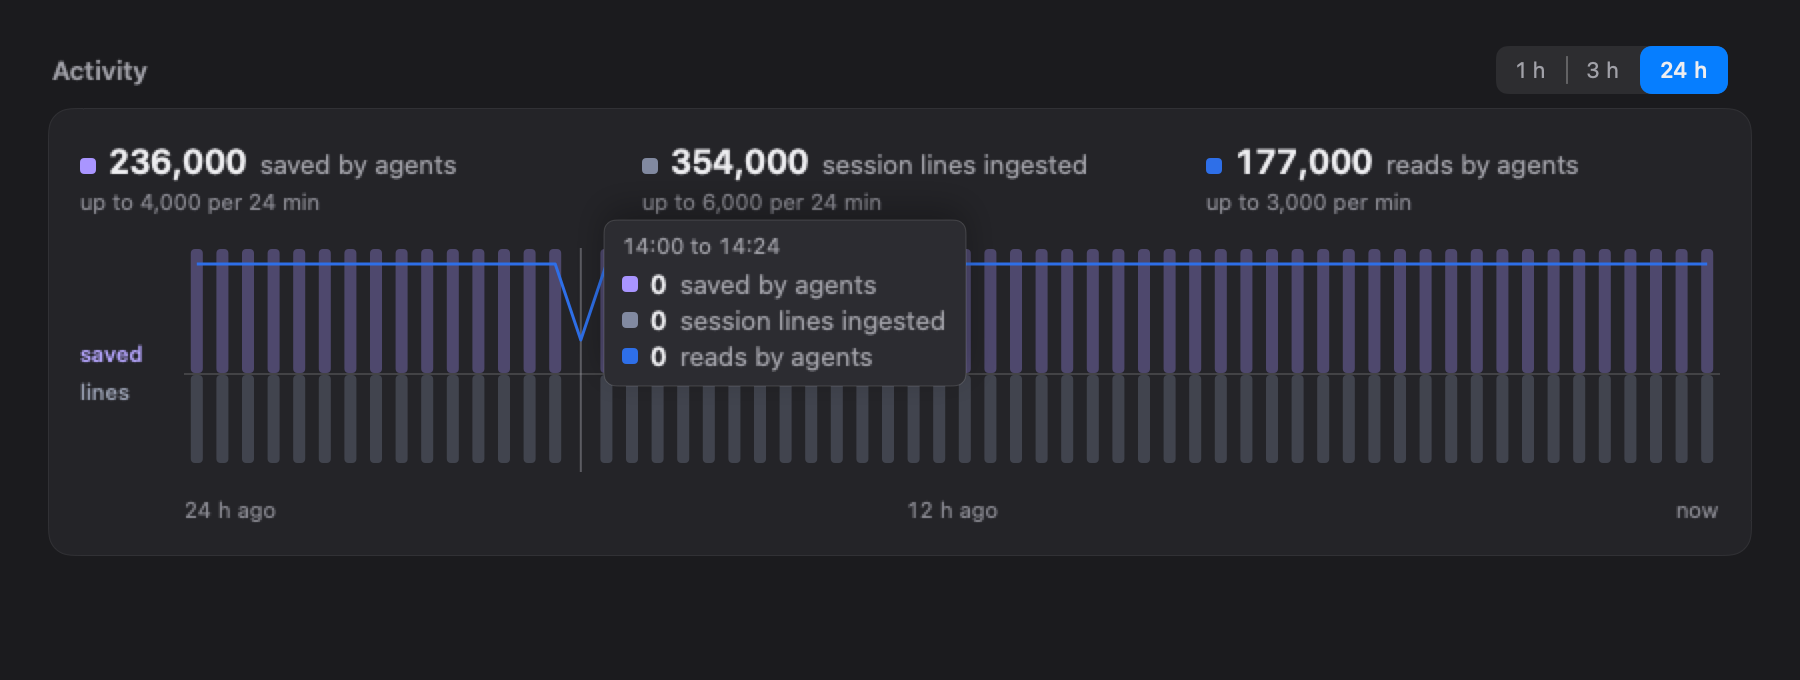 Activity
1 h
3 h
24 h
236,000 saved by agents
up to 4,000 per 24 min
354,000 session lines ingested
up to 6,000 per 24 min
177,000 reads by agents
up to 3,000 per min
14:00 to 14:24
0 saved by agents
0 session lines ingested
0 reads by agents
saved
lines
24 h ago
12 h ago
now